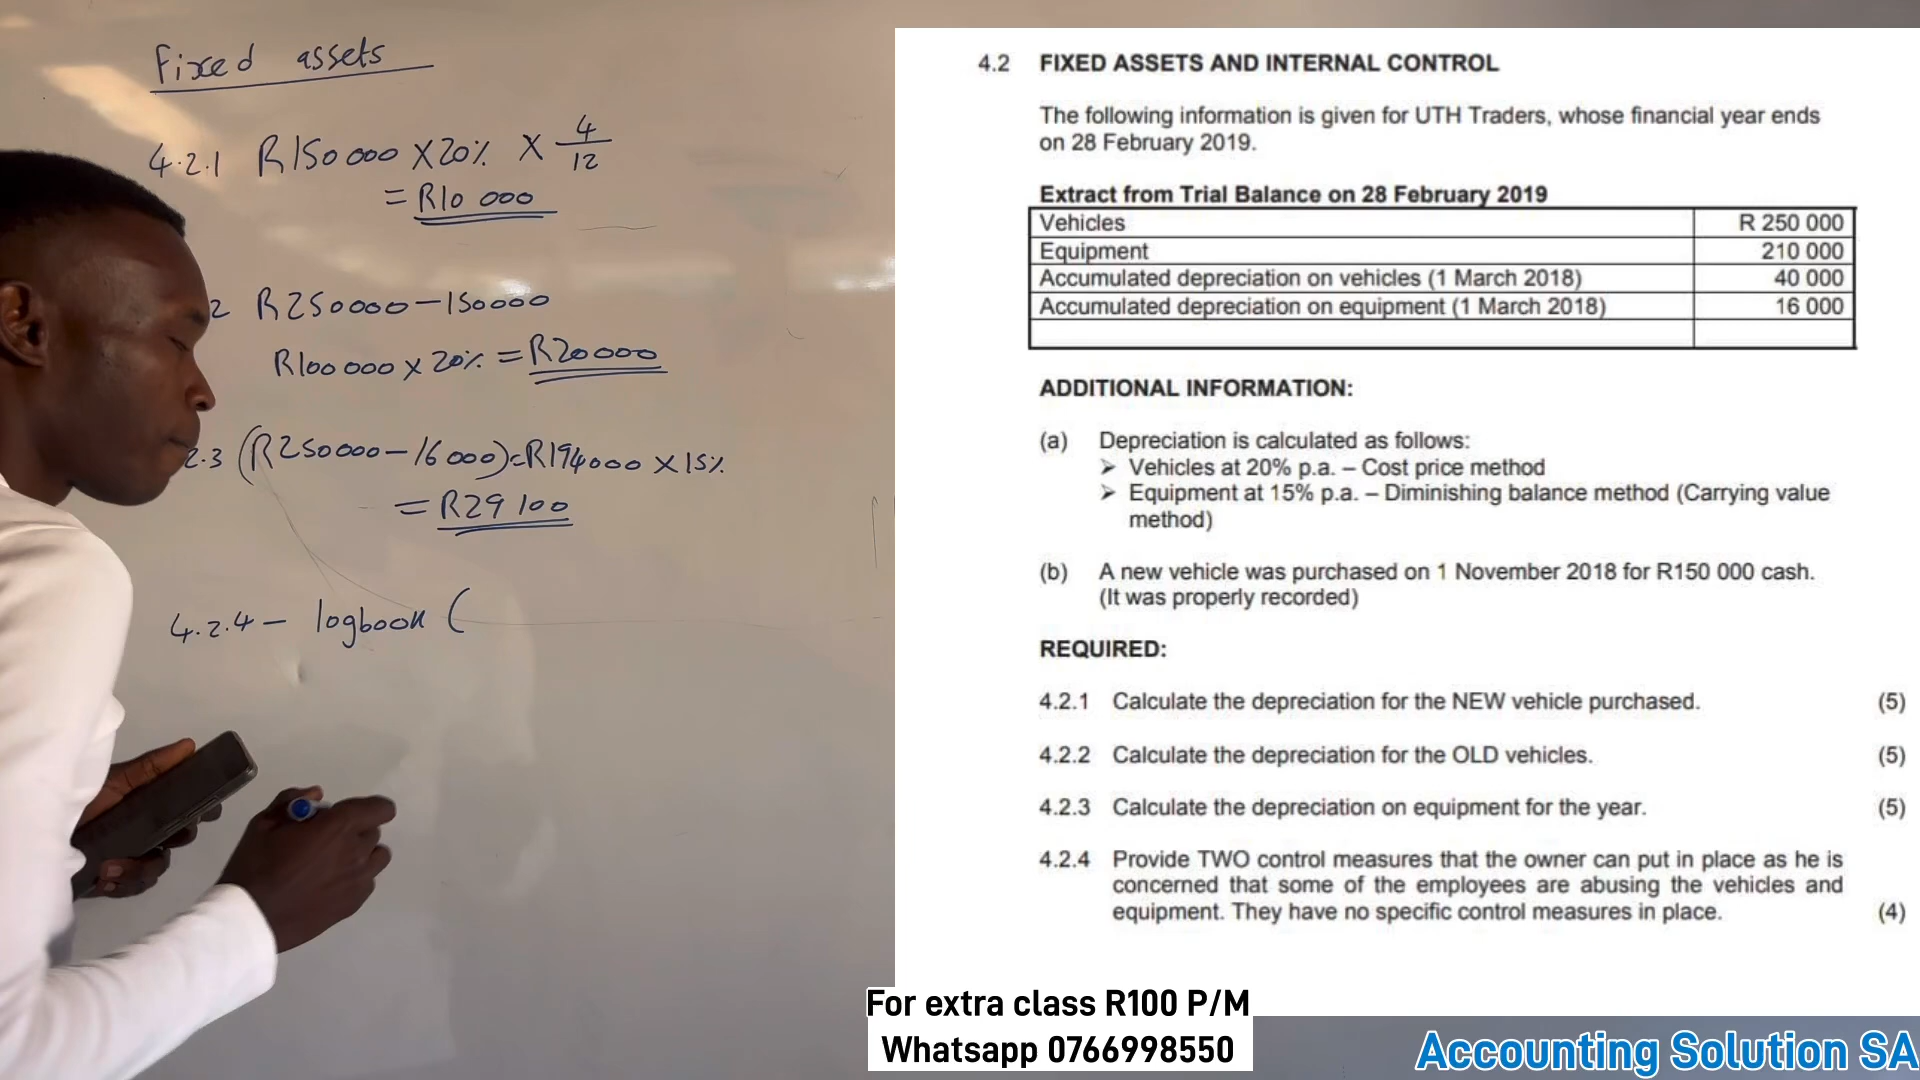 Fixed assets
4.2.1 R150 000 X 20% X 4/12
= R10 000
2 R250000 – 150000
R100 000 x 20% = R20 000
2.3 (R250000 – 16 000) = R194000 X 15%
= R29 100
4.2.4 – logbook (
4.2 FIXED ASSETS AND INTERNAL CONTROL
The following information is given for UTH Traders, whose financial year ends
on 28 February 2019.
Extract from Trial Balance on 28 February 2019
Vehicles R 250 000
Equipment 210 000
Accumulated depreciation on vehicles (1 March 2018) 40 000
Accumulated depreciation on equipment (1 March 2018) 16 000
ADDITIONAL INFORMATION:
(a) Depreciation is calculated as follows:
➢ Vehicles at 20% p.a. – Cost price method
➢ Equipment at 15% p.a. – Diminishing balance method (Carrying value
method)
(b) A new vehicle was purchased on 1 November 2018 for R150 000 cash.
(It was properly recorded)
REQUIRED:
4.2.1 Calculate the depreciation for the NEW vehicle purchased. (5)
4.2.2 Calculate the depreciation for the OLD vehicles. (5)
4.2.3 Calculate the depreciation on equipment for the year. (5)
4.2.4 Provide TWO control measures that the owner can put in place as he is
concerned that some of the employees are abusing the vehicles and
equipment. They have no specific control measures in place. (4)
For extra class R100 P/M
Whatsapp 0766998550
Accounting Solution SA